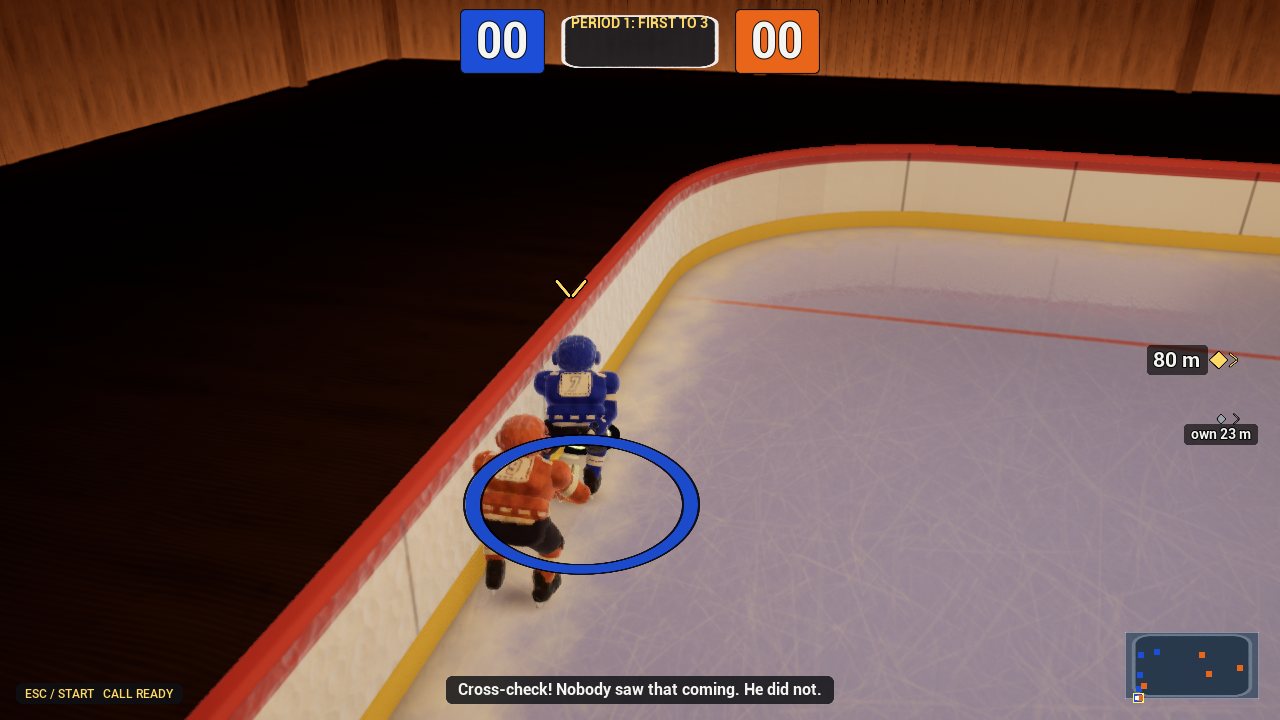 00
PERIOD 1: FIRST TO 3
00
7
80 m
own 23 m
ESC / START CALL READY
Cross-check! Nobody saw that coming. He did not.